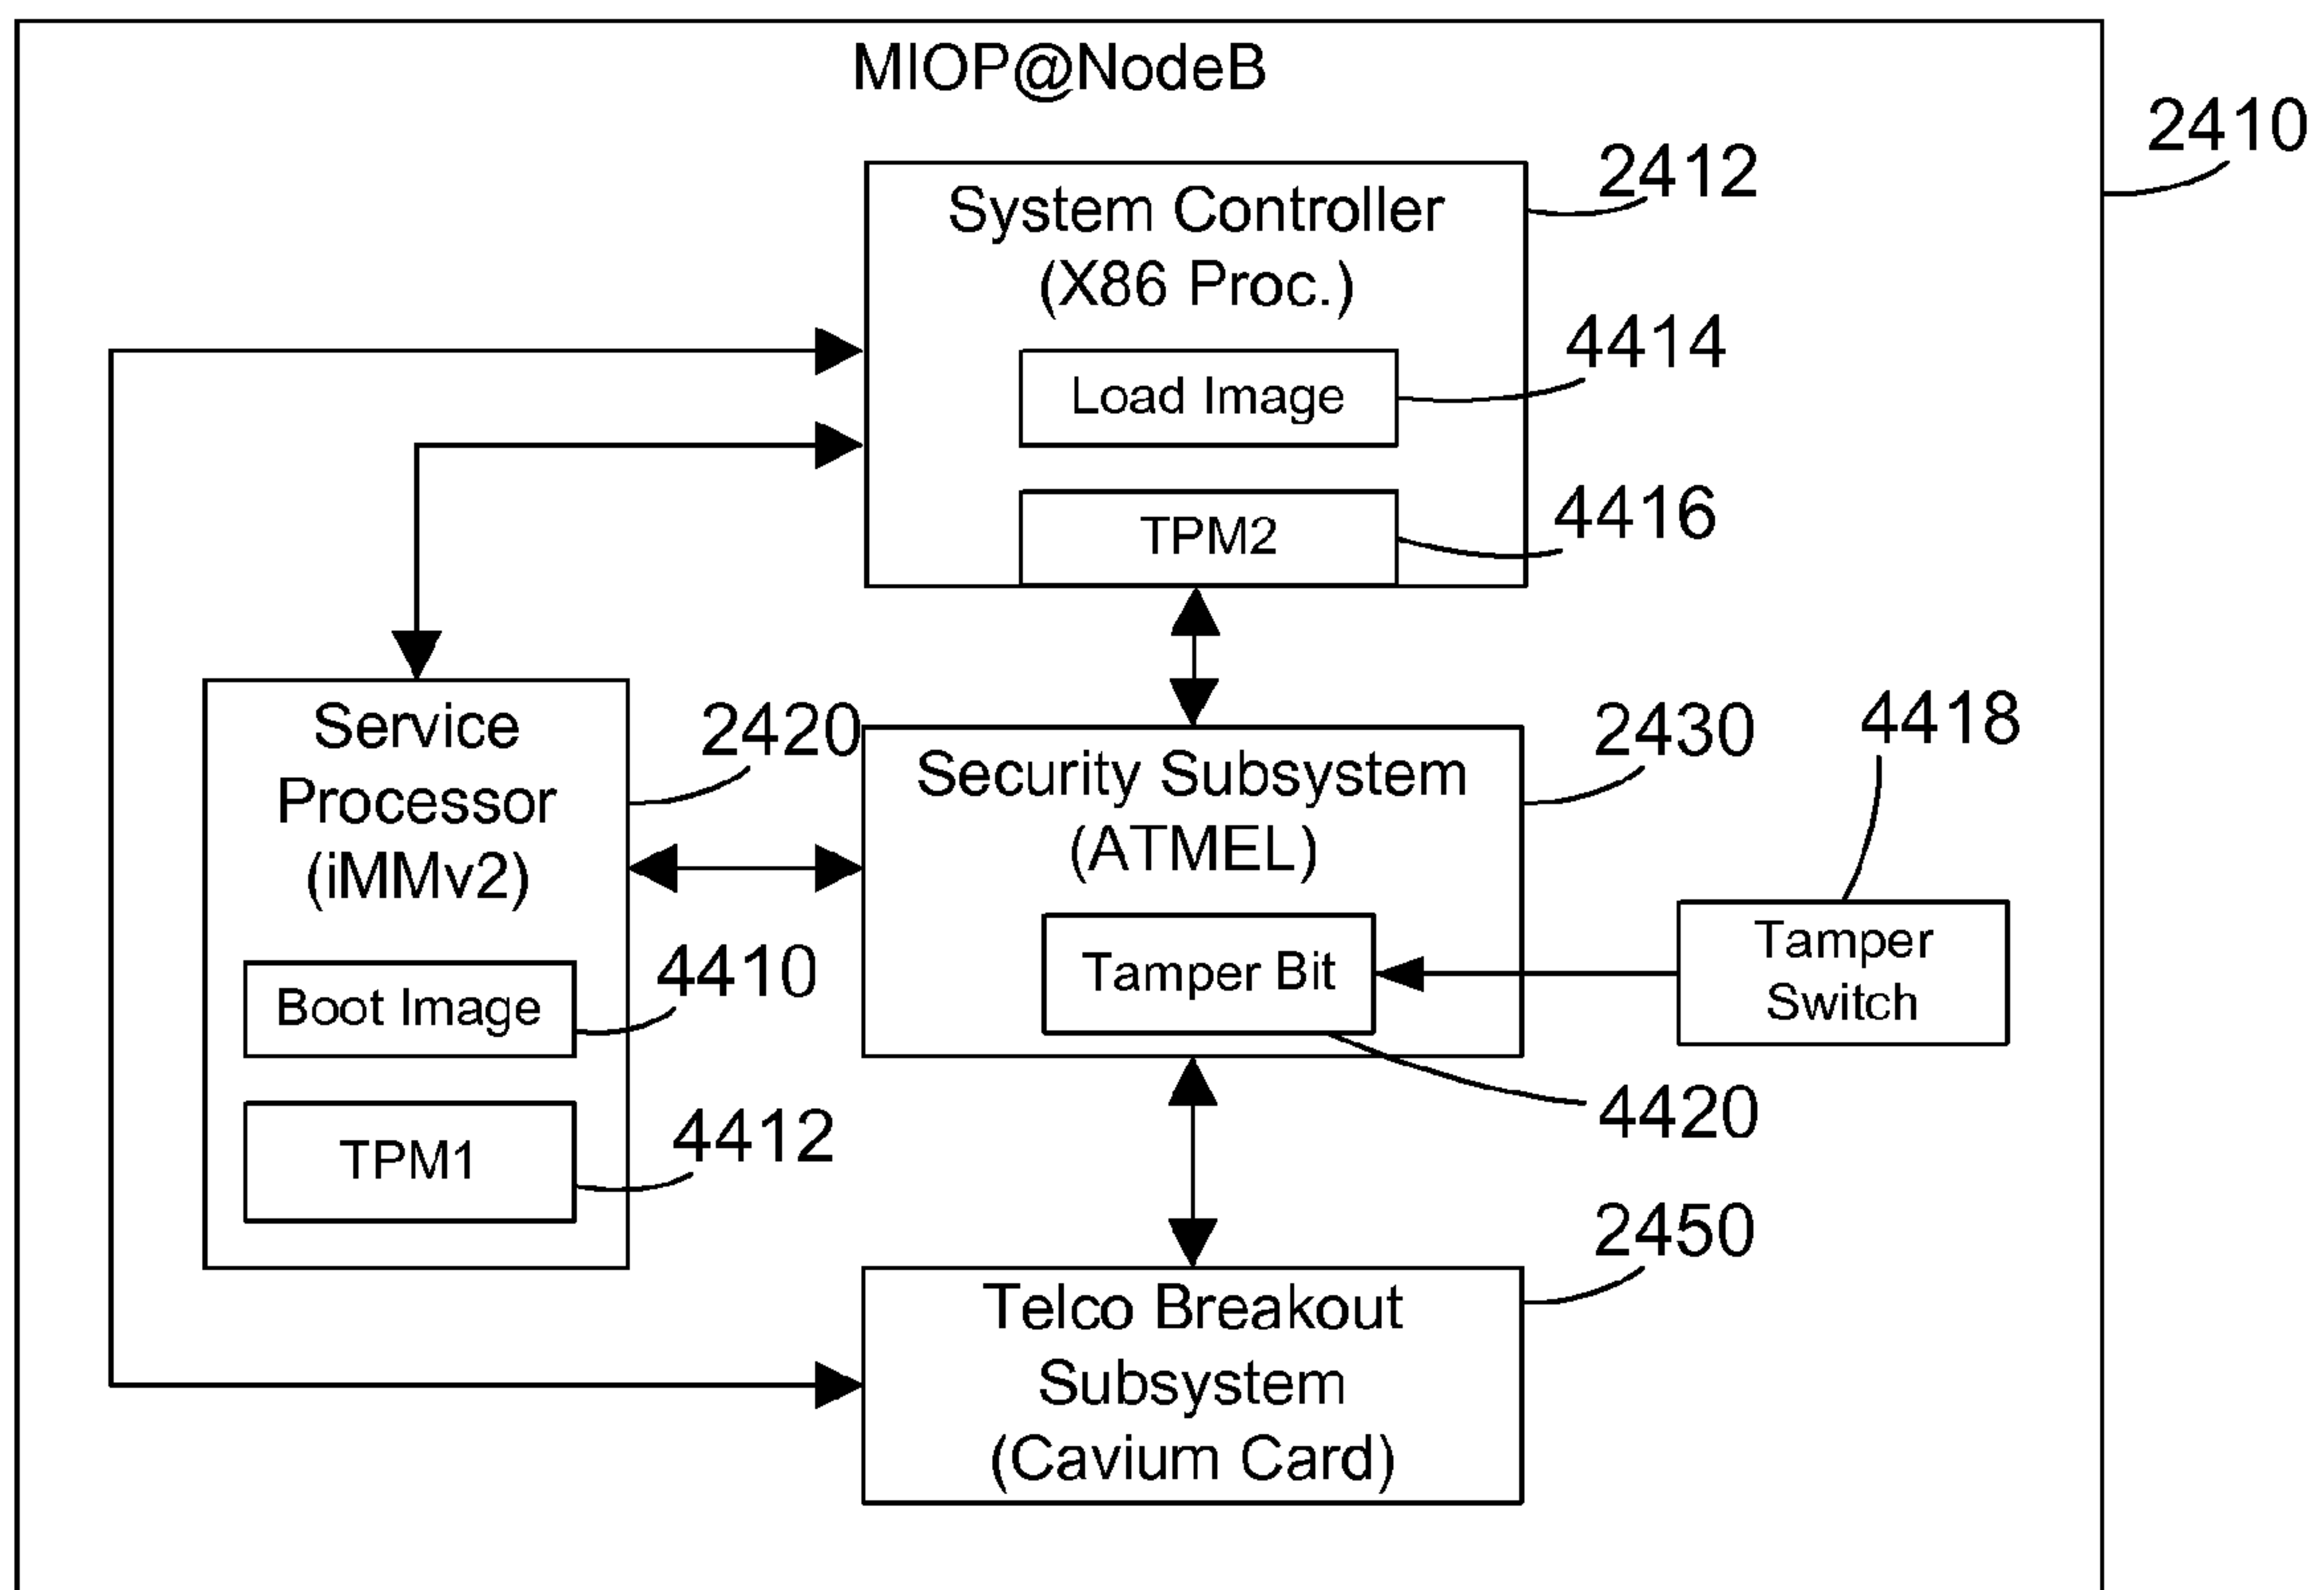 MIOP@NodeB
2410
System Controller
(X86 Proc.)
2412
Load Image
4414
TPM2
4416
Service
Processor
(iMMv2)
2420
Boot Image
4410
TPM1
4412
Security Subsystem
(ATMEL)
2430
Tamper Bit
4420
4418
Tamper
Switch
Telco Breakout
Subsystem
(Cavium Card)
2450